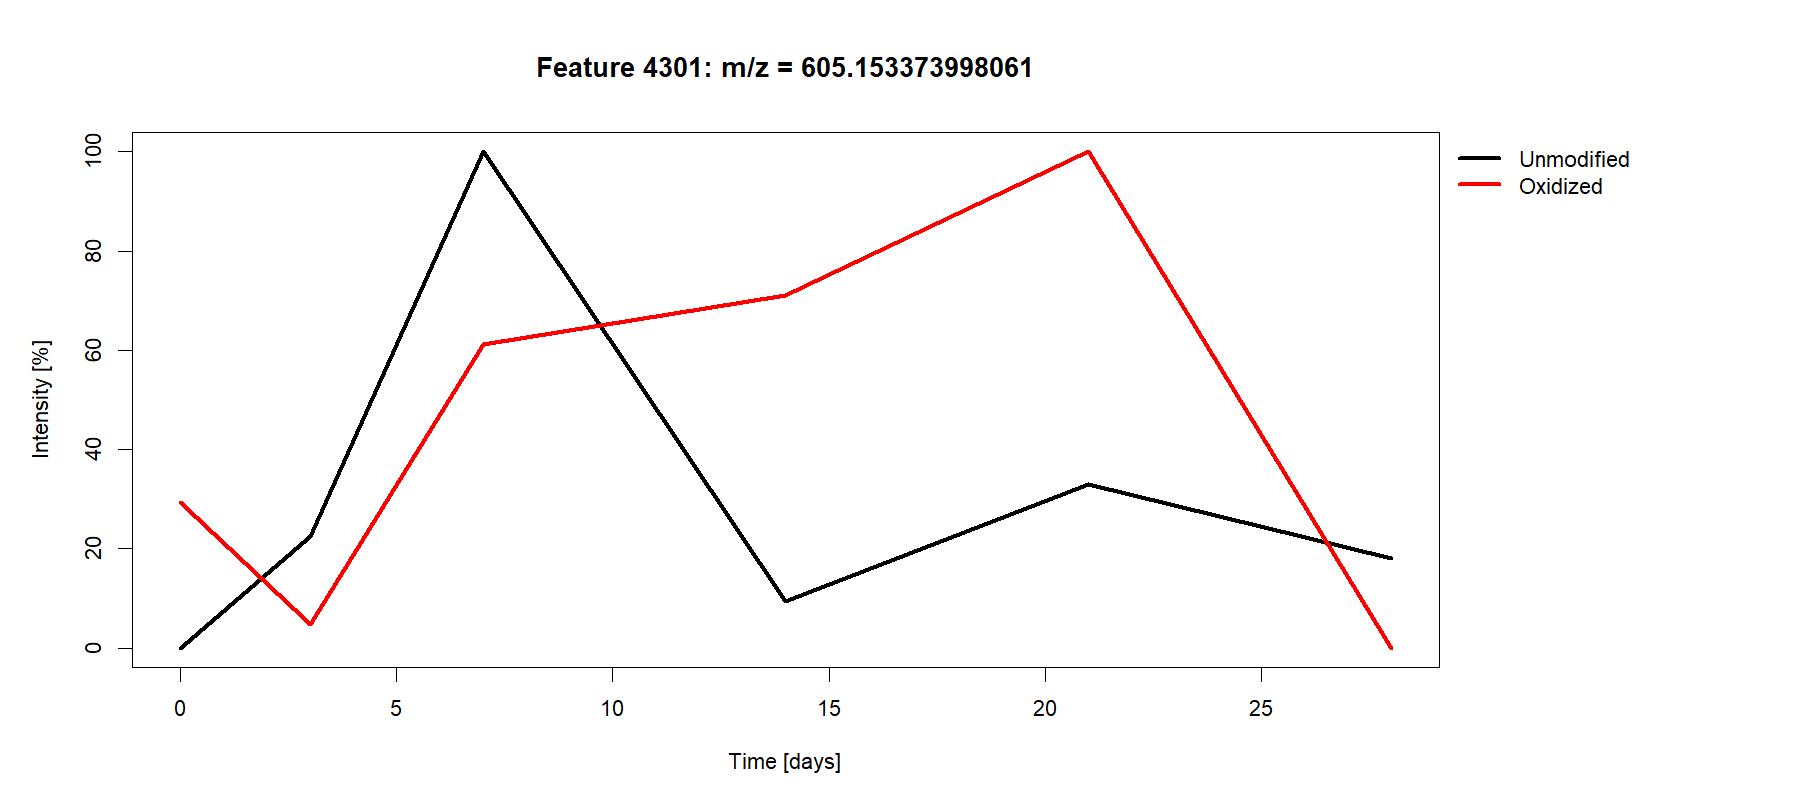 Feature 4301: m/z = 605.153373998061
Unmodified
Oxidized
100
80
60
40
20
0
Intensity [%]
0 5 10 15 20 25
Time [days]